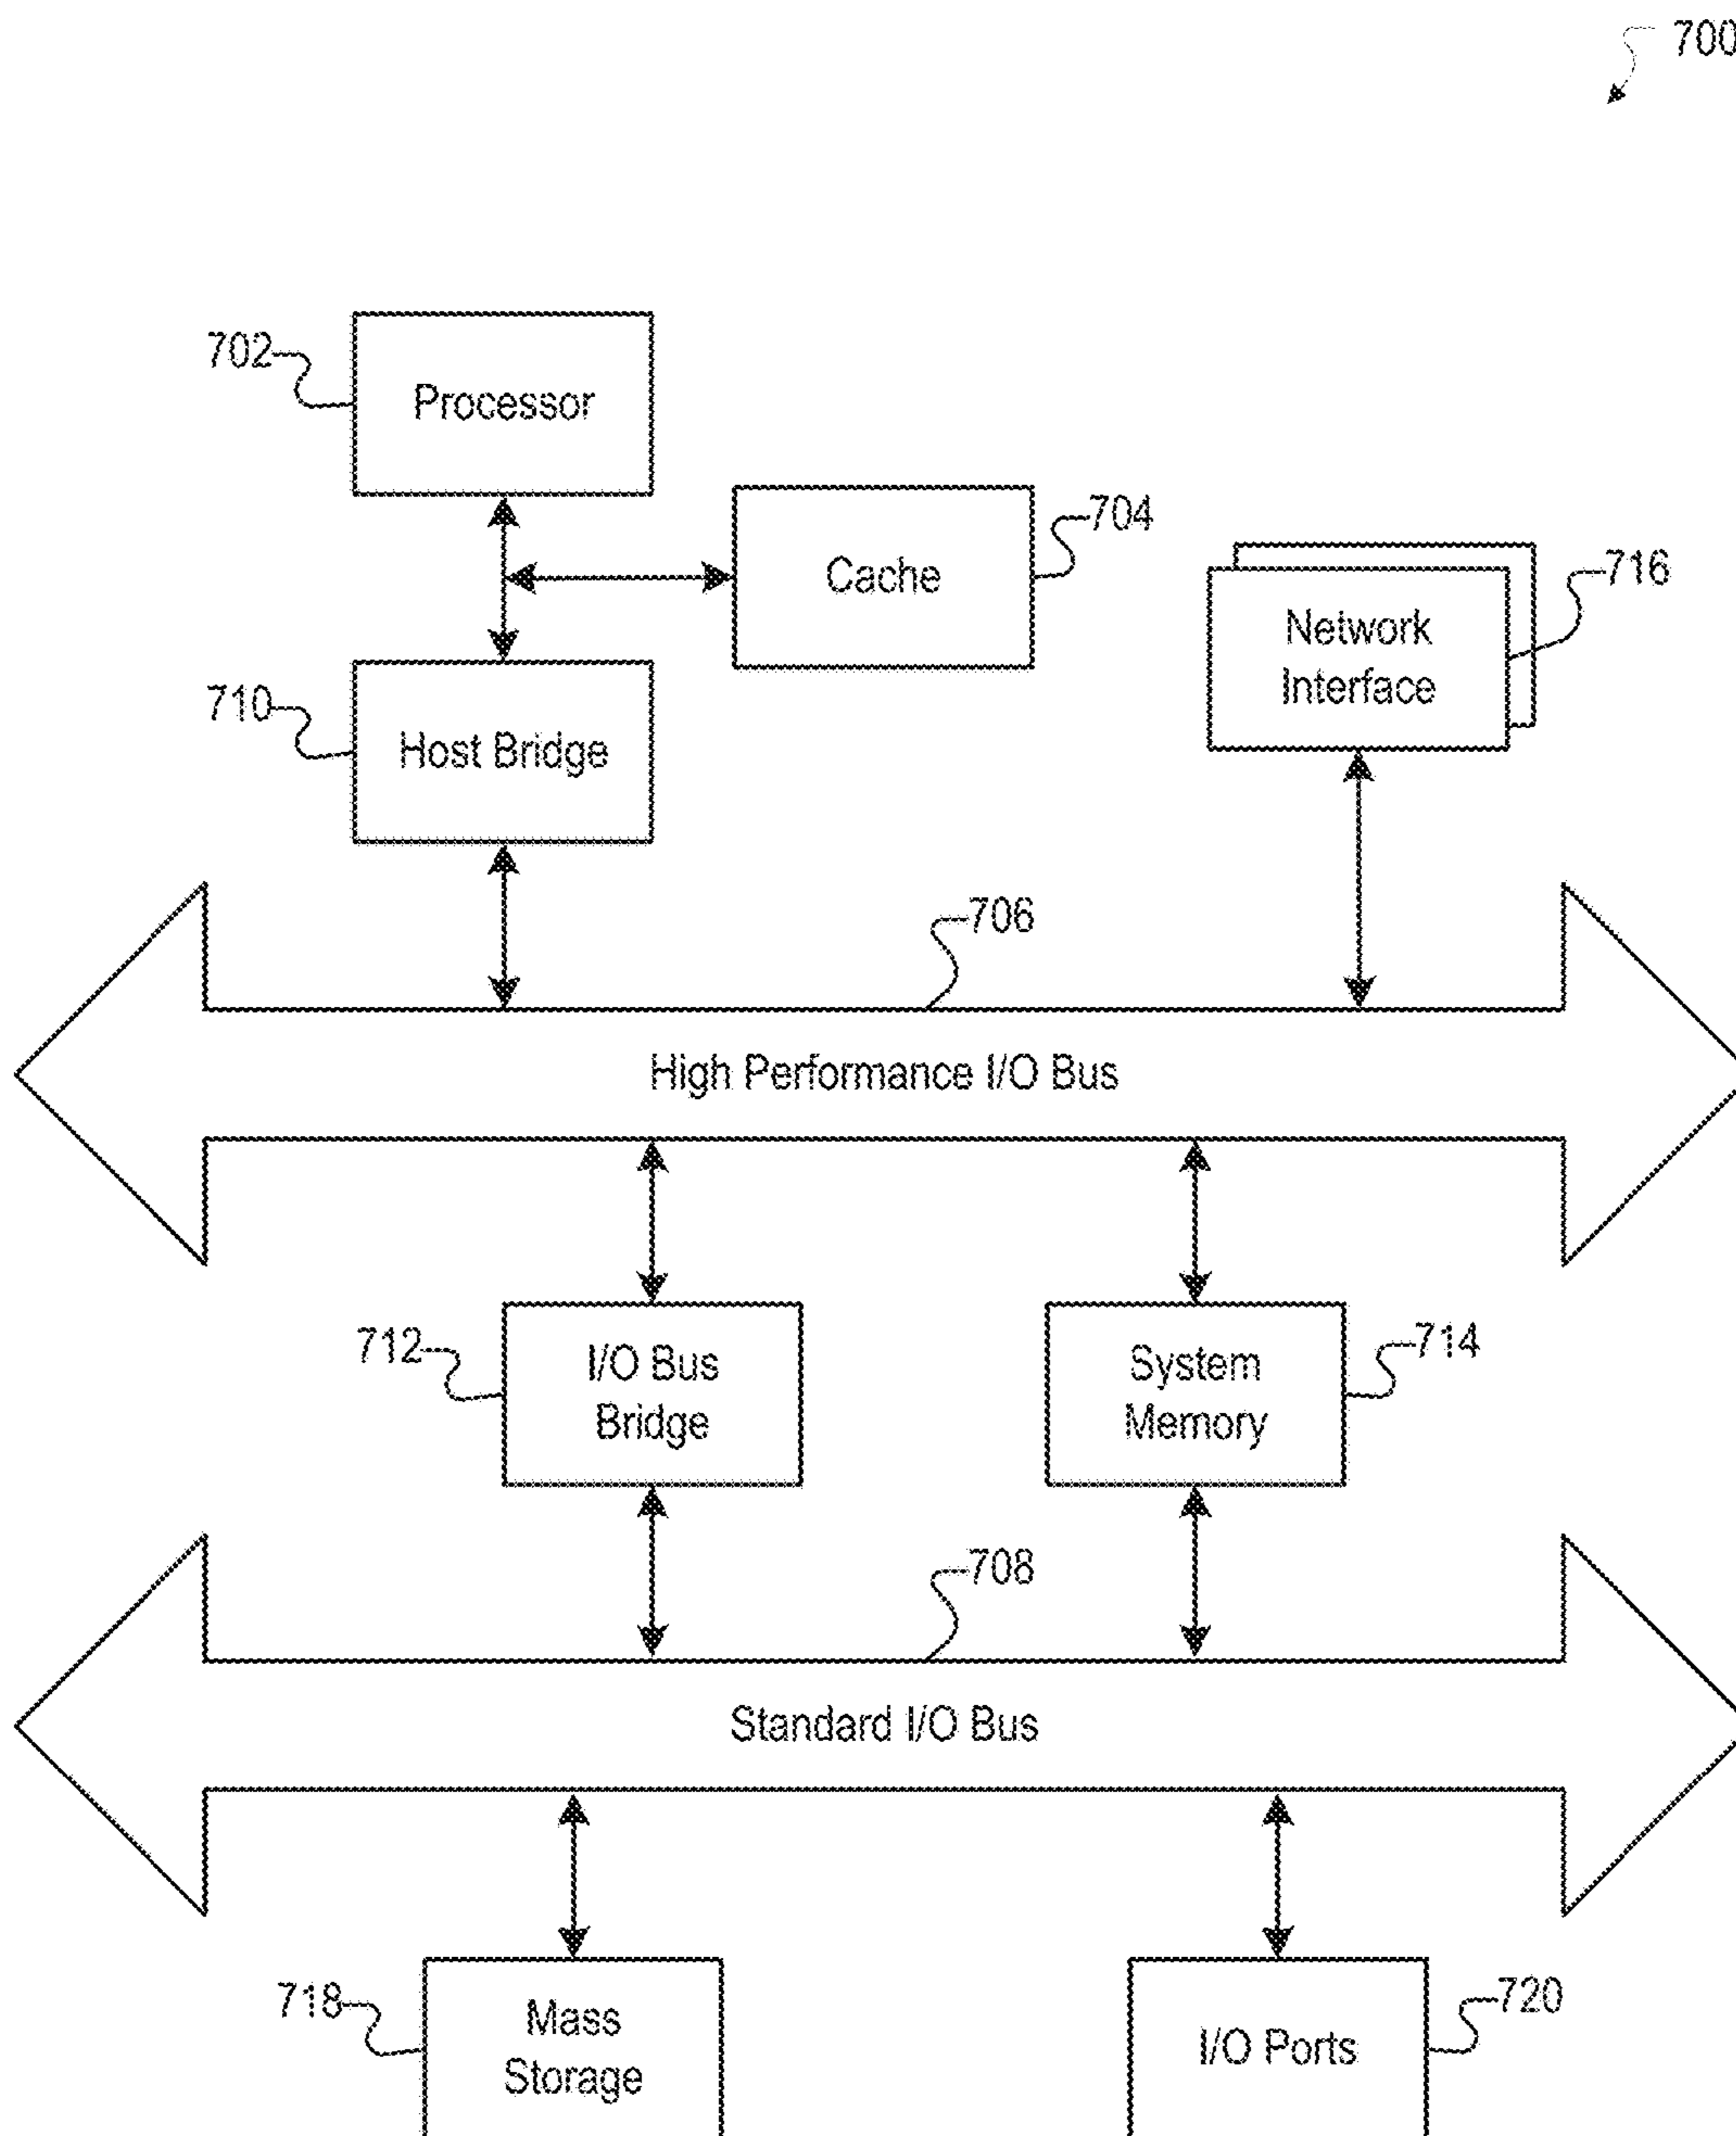 700
702
Processor
704
Cache
716
Network
Interface
710
Host Bridge
706
High Performance I/O Bus
712
I/O Bus
Bridge
714
System
Memory
708
Standard I/O Bus
718
Mass
Storage
720
I/O Ports